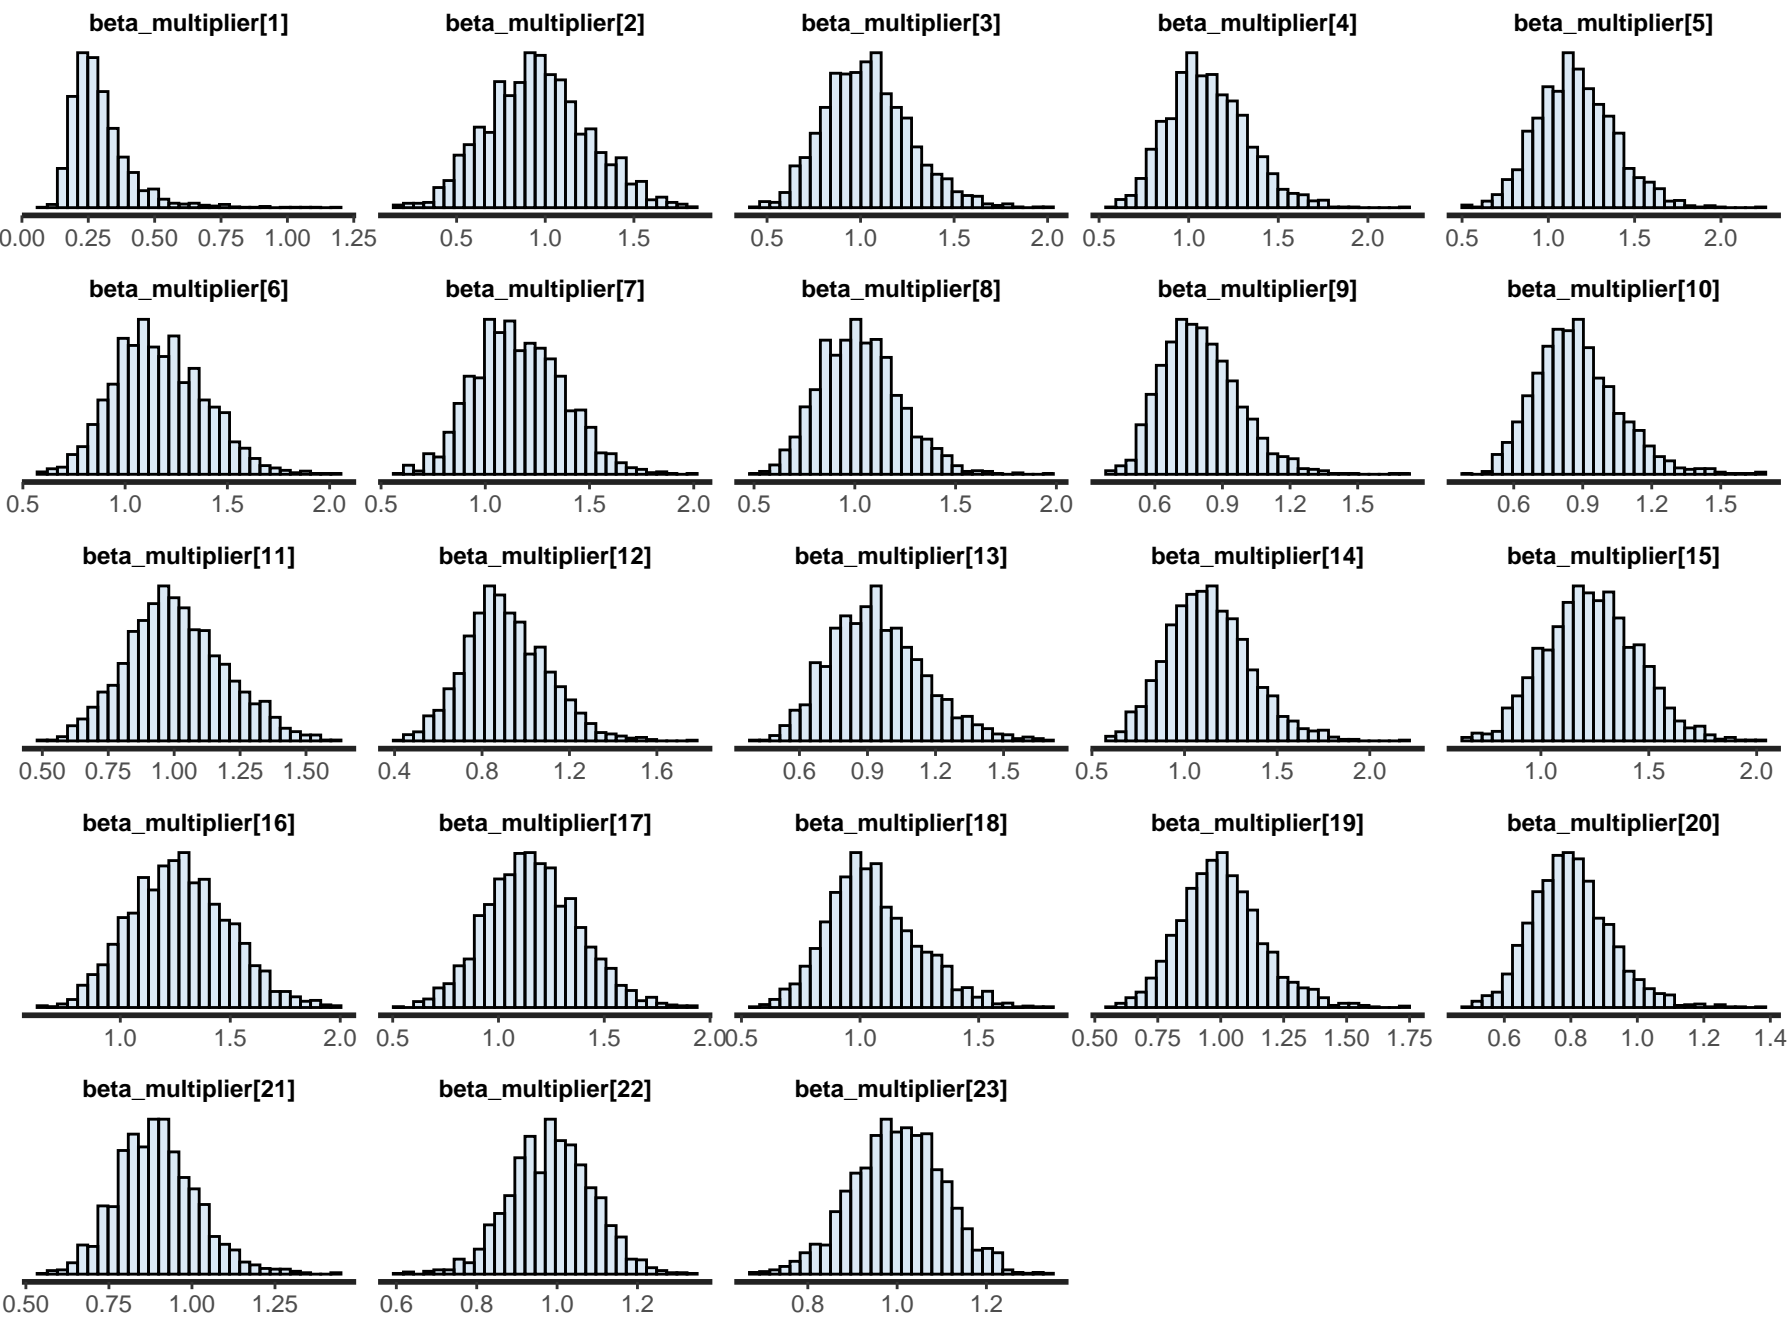 beta_multiplier[1] beta_multiplier[2] beta_multiplier[3] beta_multiplier[4] beta_multiplier[5]
0.00 0.25 0.50 0.75 1.00 1.25 0.5 1.0 1.5 0.5 1.0 1.5 2.0 0.5 1.0 1.5 2.0 0.5 1.0 1.5 2.0
beta_multiplier[6] beta_multiplier[7] beta_multiplier[8] beta_multiplier[9] beta_multiplier[10]
0.5 1.0 1.5 2.0 0.5 1.0 1.5 2.0 0.5 1.0 1.5 2.0 0.6 0.9 1.2 1.5 0.6 0.9 1.2 1.5
beta_multiplier[11] beta_multiplier[12] beta_multiplier[13] beta_multiplier[14] beta_multiplier[15]
0.50 0.75 1.00 1.25 1.50 0.4 0.8 1.2 1.6 0.6 0.9 1.2 1.5 0.5 1.0 1.5 2.0 1.0 1.5 2.0
beta_multiplier[16] beta_multiplier[17] beta_multiplier[18] beta_multiplier[19] beta_multiplier[20]
1.0 1.5 2.0 0.5 1.0 1.5 2.0 0.5 1.0 1.5 0.50 0.75 1.00 1.25 1.50 1.75 0.6 0.8 1.0 1.2 1.4
beta_multiplier[21] beta_multiplier[22] beta_multiplier[23]
0.50 0.75 1.00 1.25 0.6 0.8 1.0 1.2 0.8 1.0 1.2